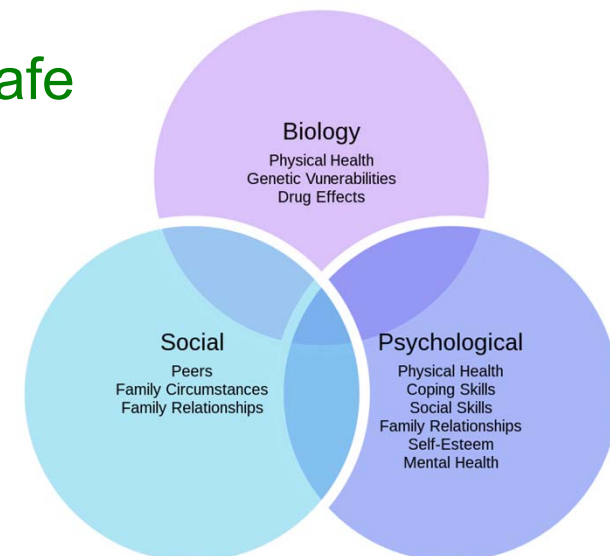 afe
Biology
Physical Health
Genetic Vunerabilities
Drug Effects
Social
Peers
Family Circumstances
Family Relationships
Psychological
Physical Health
Coping Skills
Social Skills
Family Relationships
Self-Esteem
Mental Health